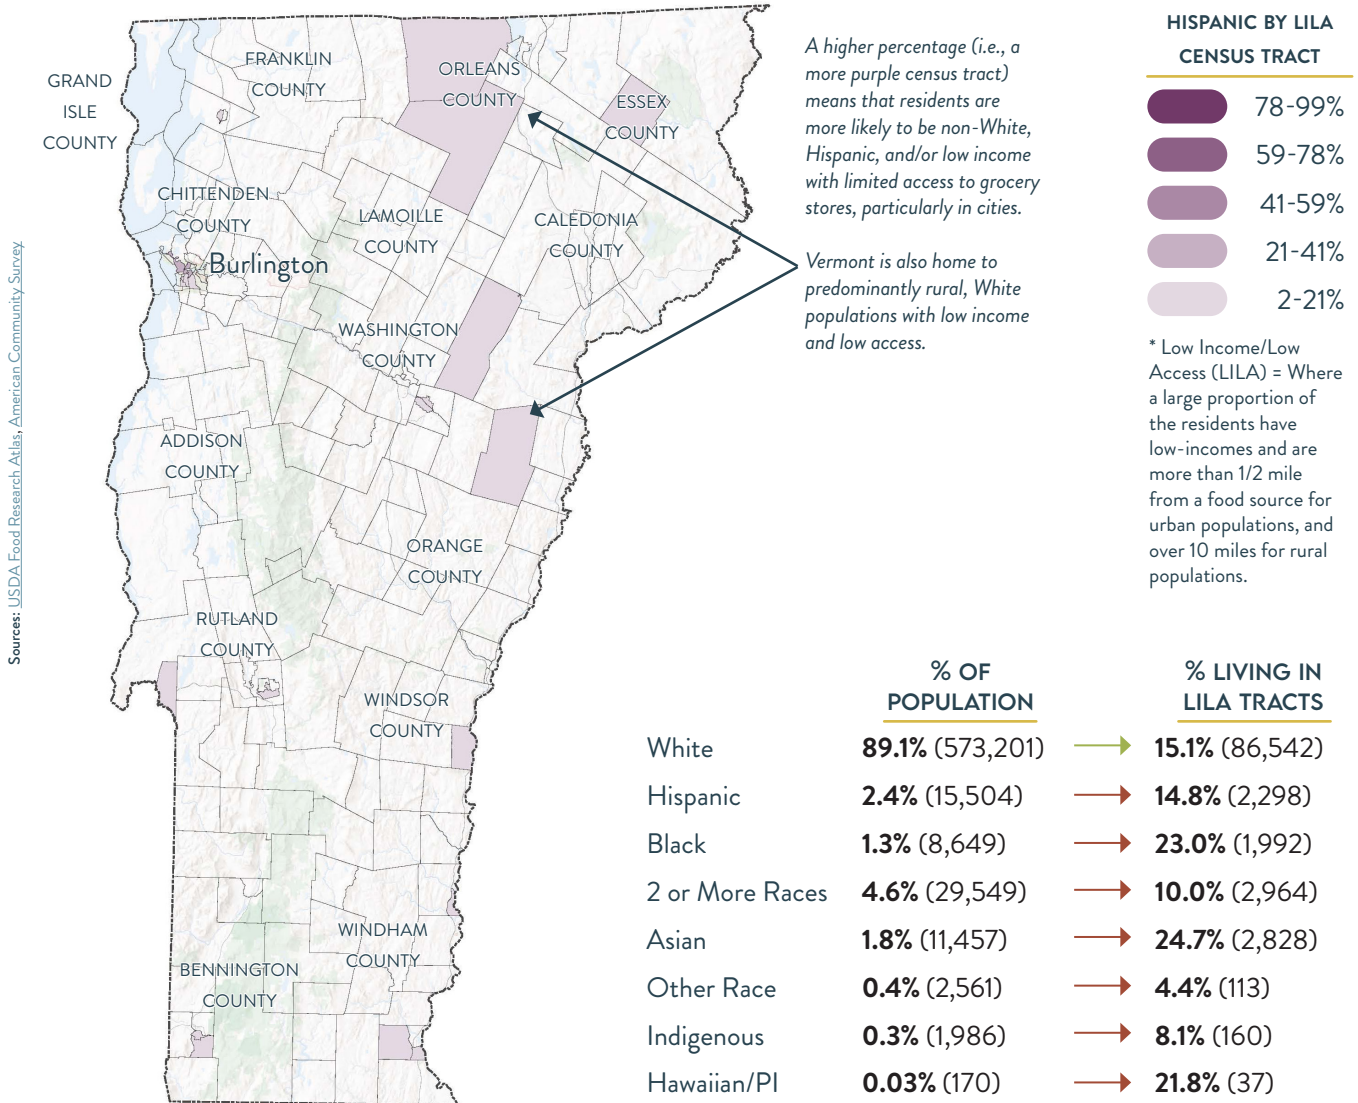 GRAND
ISLE
COUNTY
FRANKLIN
COUNTY
ORLEANS
COUNTY
ESSEX
COUNTY
CHITTENDEN
COUNTY
LAMOILLE
COUNTY
CALEDONIA
COUNTY
Burlington
WASHINGTON
COUNTY
ADDISON
COUNTY
ORANGE
COUNTY
RUTLAND
COUNTY
WINDSOR
COUNTY
WINDHAM
COUNTY
BENNINGTON
COUNTY
Sources: USDA Food Research Atlas, American Community Survey
A higher percentage (i.e., a
more purple census tract)
means that residents are
more likely to be non-White,
Hispanic, and/or low income
with limited access to grocery
stores, particularly in cities.
Vermont is also home to
predominantly rural, White
populations with low income
and low access.
HISPANIC BY LILA
CENSUS TRACT
78-99%
59-78%
41-59%
21-41%
2-21%
* Low Income/Low
Access (LILA) = Where
a large proportion of
the residents have
low-incomes and are
more than 1/2 mile
from a food source for
urban populations, and
over 10 miles for rural
populations.
% OF
POPULATION
% LIVING IN
LILA TRACTS
White 89.1% (573,201) 15.1% (86,542)
Hispanic 2.4% (15,504) 14.8% (2,298)
Black 1.3% (8,649) 23.0% (1,992)
2 or More Races 4.6% (29,549) 10.0% (2,964)
Asian 1.8% (11,457) 24.7% (2,828)
Other Race 0.4% (2,561) 4.4% (113)
Indigenous 0.3% (1,986) 8.1% (160)
Hawaiian/PI 0.03% (170) 21.8% (37)